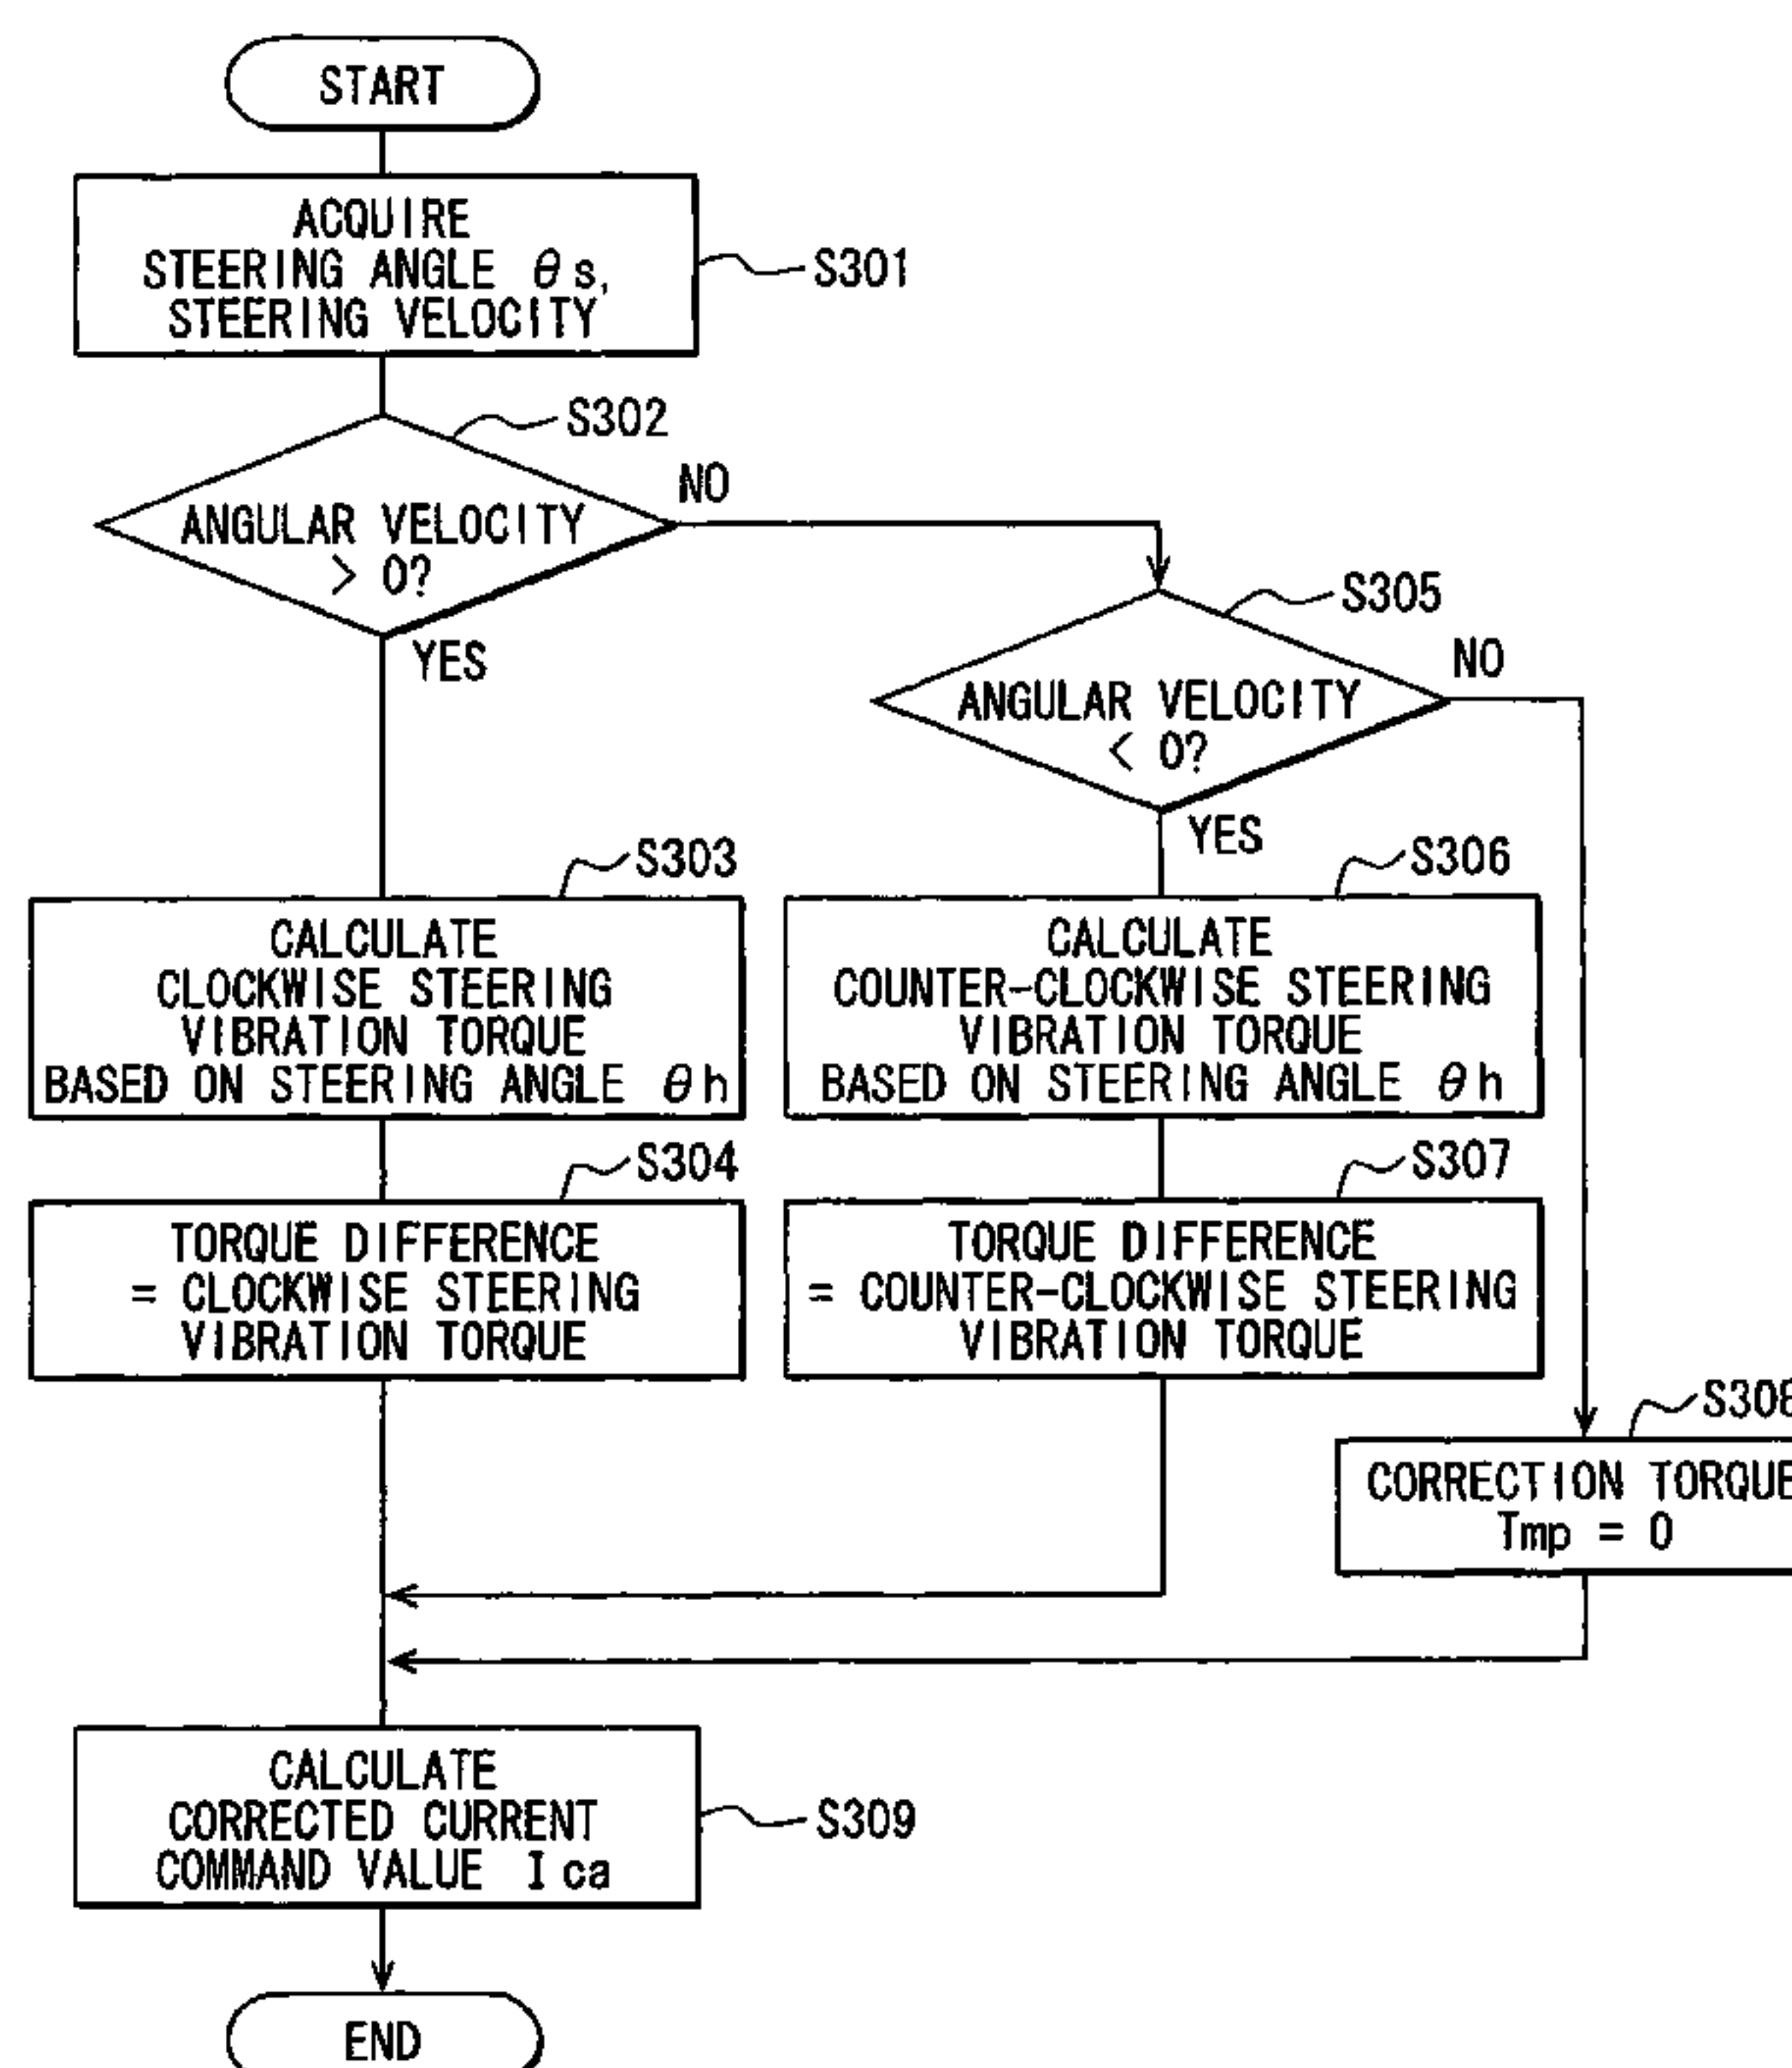 START
ACQUIRE
STEERING ANGLE θs,
STEERING VELOCITY
S301
S302
ANGULAR VELOCITY
> 0?
NO
YES
S305
ANGULAR VELOCITY
< 0?
NO
YES
S303
CALCULATE
CLOCKWISE STEERING
VIBRATION TORQUE
BASED ON STEERING ANGLE θh
S306
CALCULATE
COUNTER-CLOCKWISE STEERING
VIBRATION TORQUE
BASED ON STEERING ANGLE θh
S304
TORQUE DIFFERENCE
= CLOCKWISE STEERING
VIBRATION TORQUE
S307
TORQUE DIFFERENCE
= COUNTER-CLOCKWISE STEERING
VIBRATION TORQUE
S308
CORRECTION TORQUE
Tmp = 0
CALCULATE
CORRECTED CURRENT
COMMAND VALUE Ica
S309
END